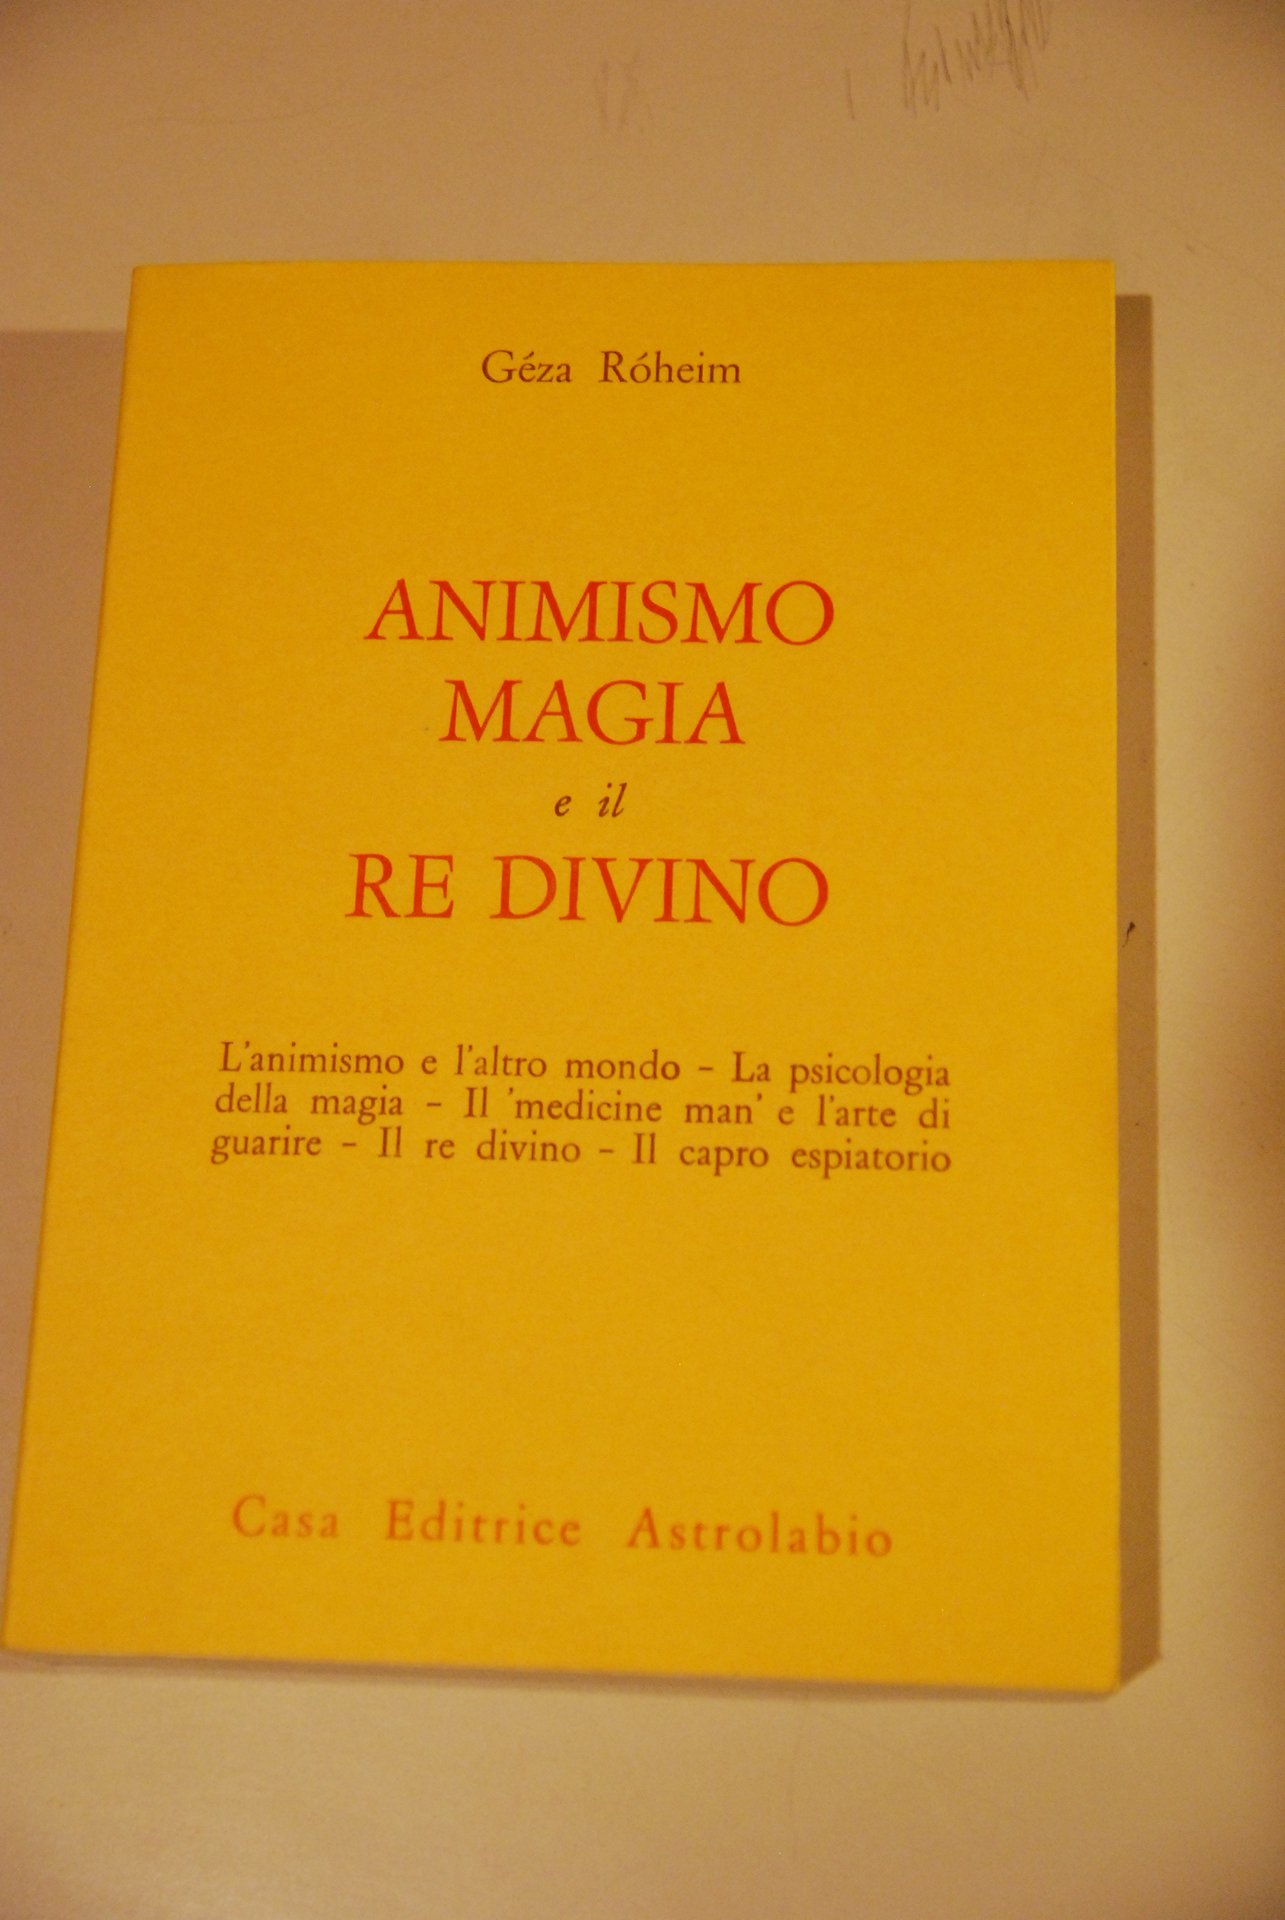 Géza Róheim
ANIMISMO
MAGIA
e il
RE DIVINO
L'animismo e l'altro mondo – La psicologia
della magia – Il 'medicine man' e l'arte di
guarire – Il re divino – Il capro espiatorio
Casa Editrice Astrolabio